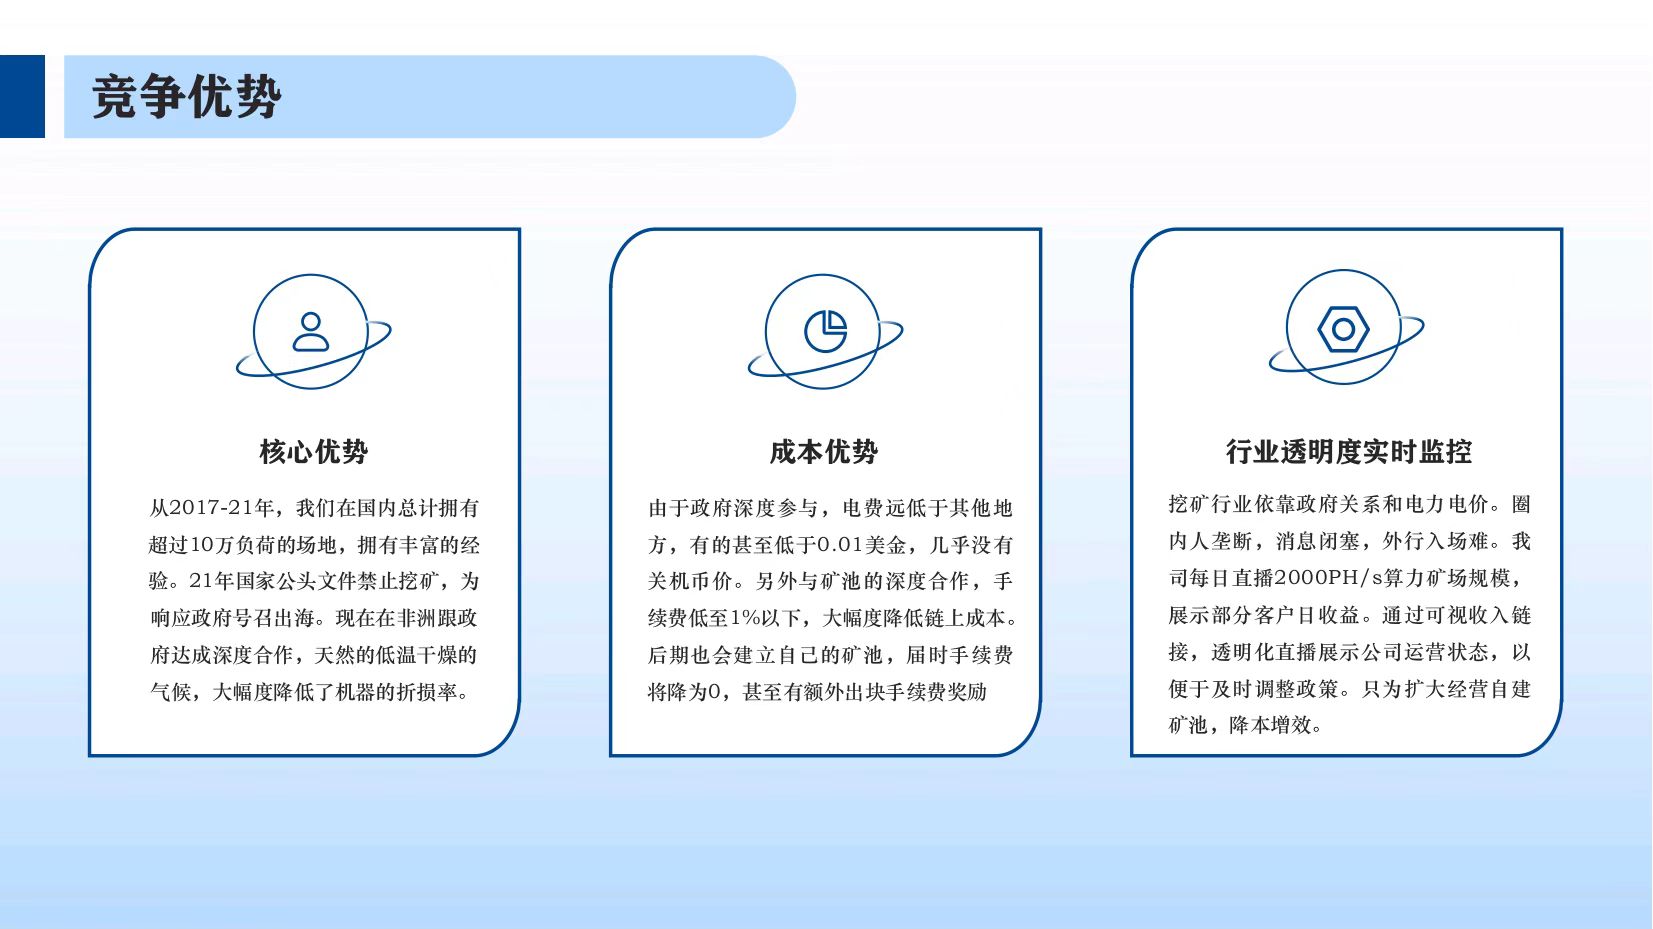 竞争优势
核心优势
从2017-21年，我们在国内总计拥有
超过10万负荷的场地，拥有丰富的经
验。21年国家公头文件禁止挖矿，为
响应政府号召出海。现在在非洲跟政
府达成深度合作，天然的低温干燥的
气候，大幅度降低了机器的折损率。
成本优势
由于政府深度参与，电费远低于其他地
方，有的甚至低于0.01美金，几乎没有
关机币价。另外与矿池的深度合作，手
续费低至1%以下，大幅度降低链上成本。
后期也会建立自己的矿池，届时手续费
将降为0，甚至有额外出块手续费奖励
行业透明度实时监控
挖矿行业依靠政府关系和电力电价。圈
内人垄断，消息闭塞，外行入场难。我
司每日直播2000PH/s算力矿场规模，
展示部分客户日收益。通过可视收入链
接，透明化直播展示公司运营状态，以
便于及时调整政策。只为扩大经营自建
矿池，降本增效。